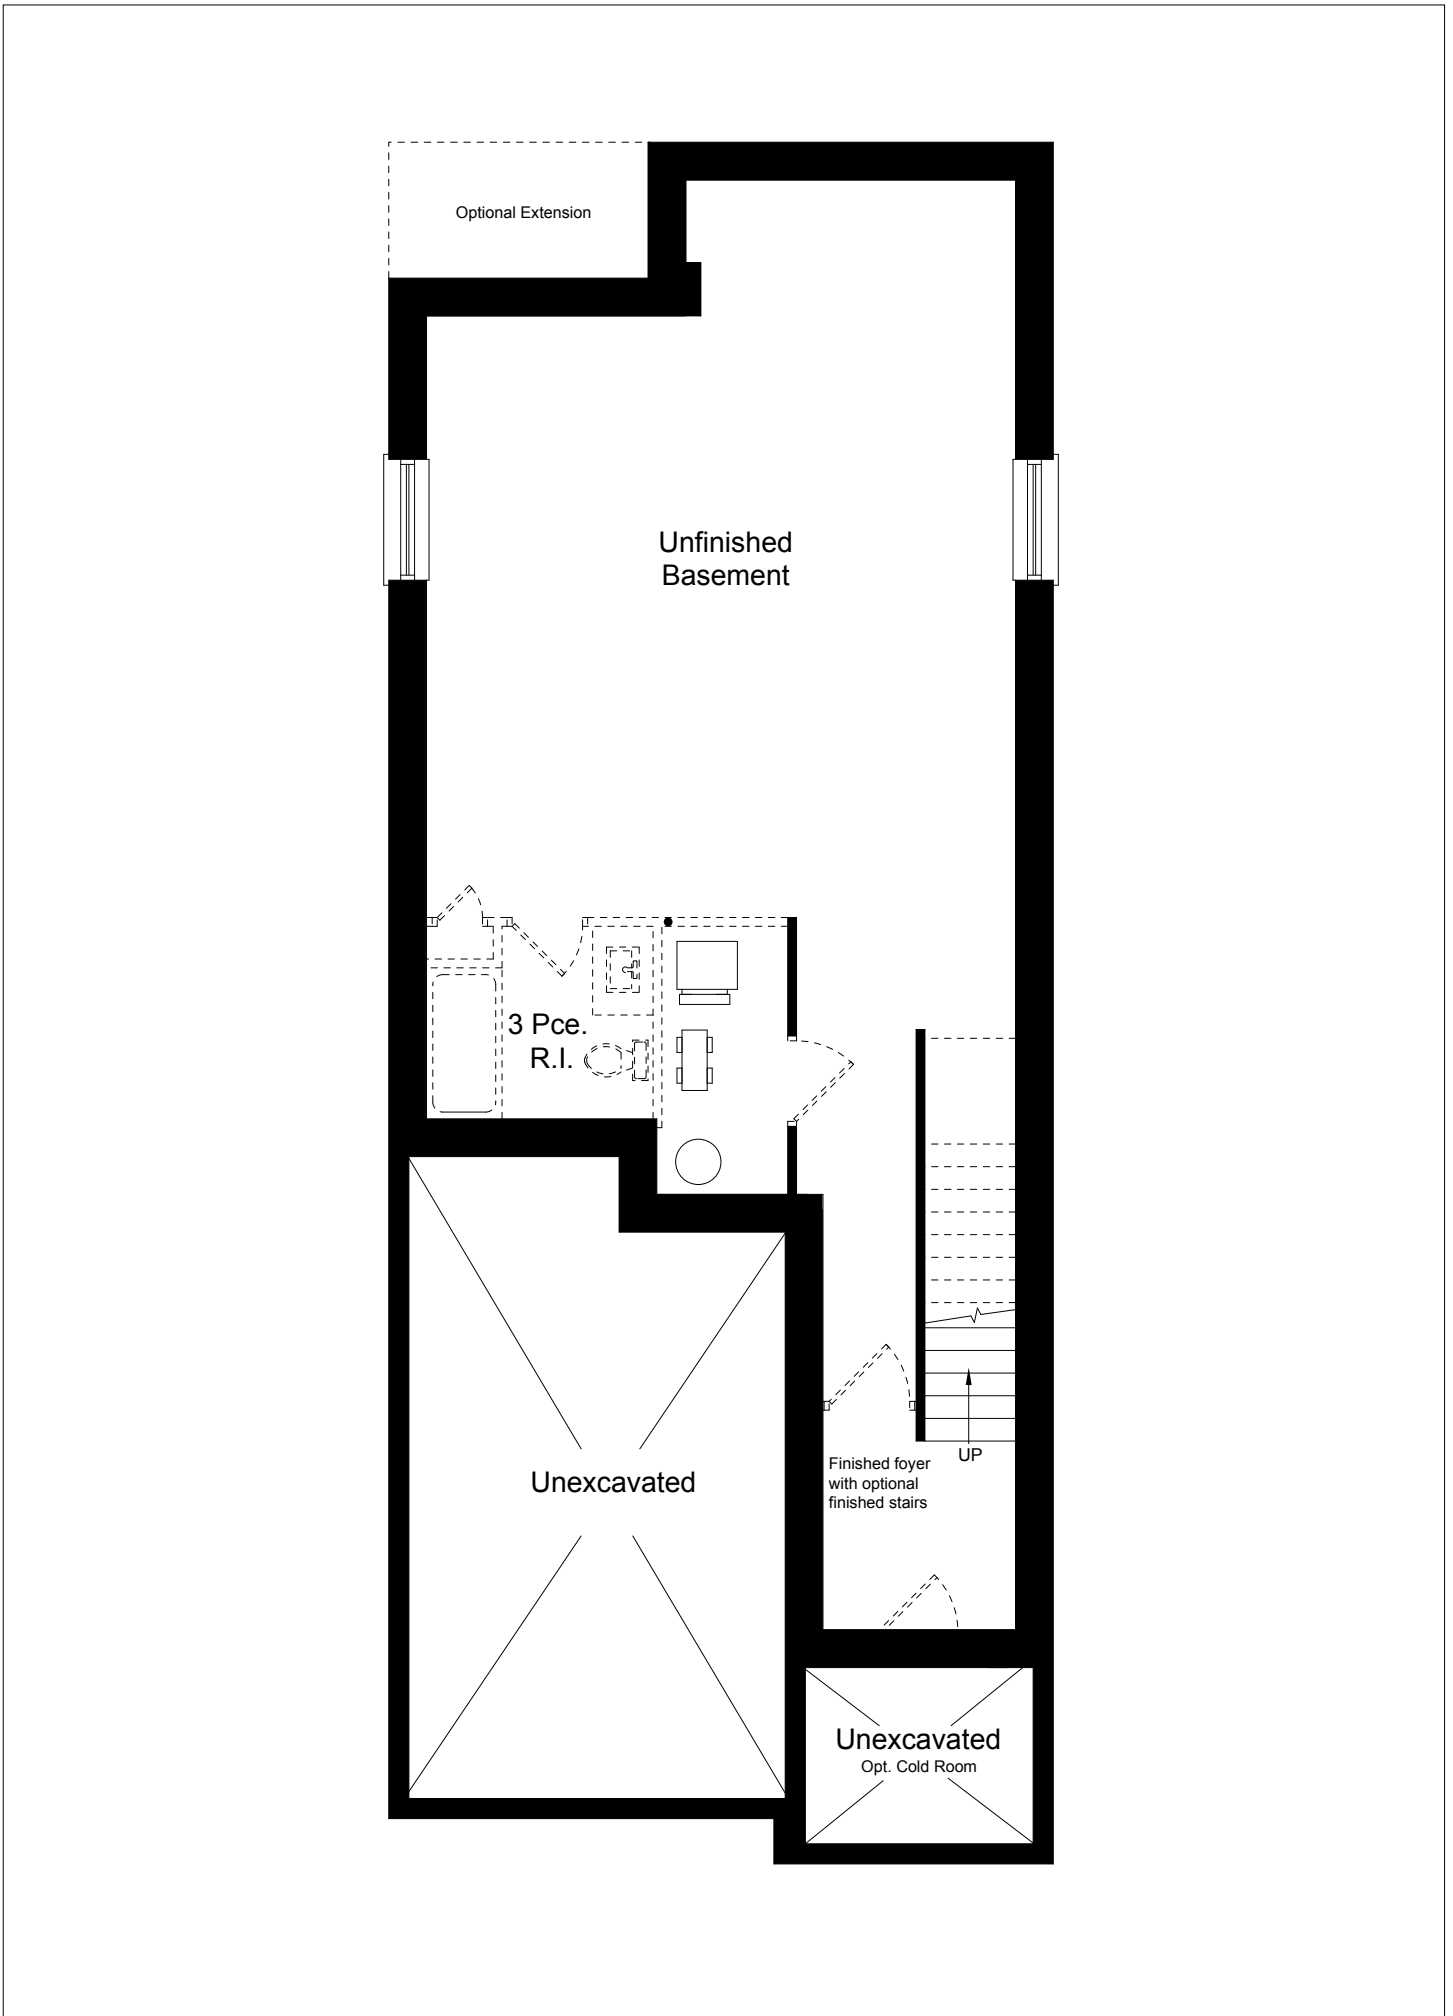 Optional Extension
Unfinished
Basement
3 Pce.
R.I.
UP
Finished foyer
with optional
finished stairs
Unexcavated
Unexcavated
Opt. Cold Room